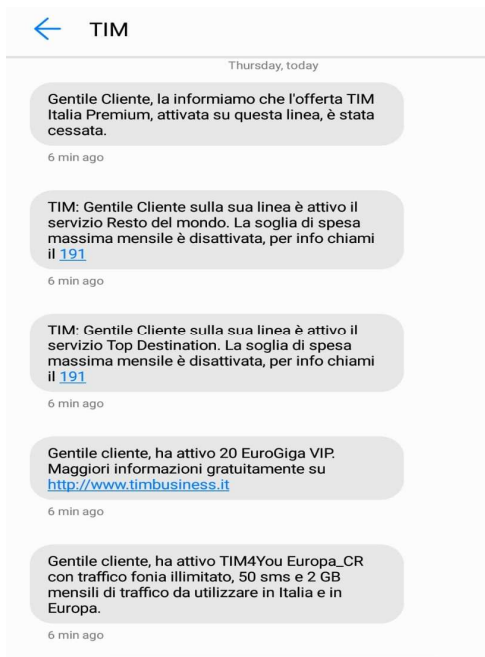 TIM
Thursday, today
Gentile Cliente, la informiamo che l'offerta TIM
Italia Premium, attivata su questa linea, è stata
cessata.
6 min ago
TIM: Gentile Cliente sulla sua linea è attivo il
servizio Resto del mondo. La soglia di spesa
massima mensile è disattivata, per info chiami
il 191
6 min ago
TIM: Gentile Cliente sulla sua linea è attivo il
servizio Top Destination. La soglia di spesa
massima mensile è disattivata, per info chiami
il 191
6 min ago
Gentile cliente, ha attivo 20 EuroGiga VIP.
Maggiori informazioni gratuitamente su
http://www.timbusiness.it
6 min ago
Gentile cliente, ha attivo TIM4You Europa_CR
con traffico fonia illimitato, 50 sms e 2 GB
mensili di traffico da utilizzare in Italia e in
Europa.
6 min ago